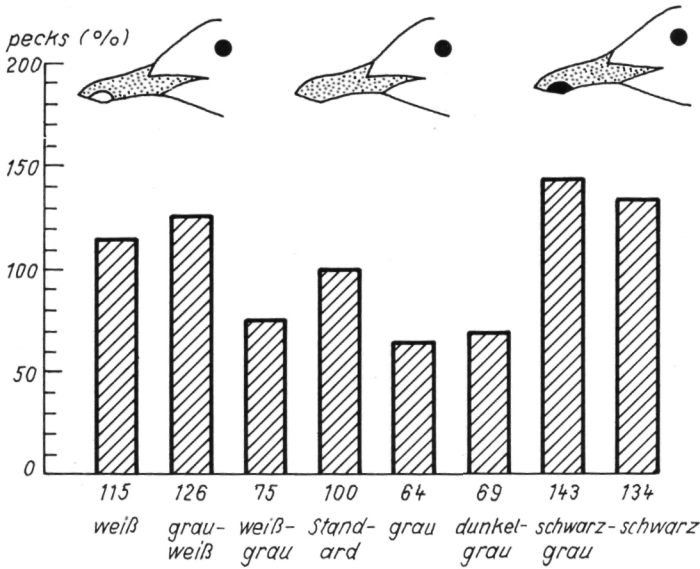 pecks (%)
200
150
100
50
0
115 126 75 100 64 69 143 134
weiß grau- weiß- Stand- grau dunkel- schwarz- schwarz
weiß grau ard grau grau